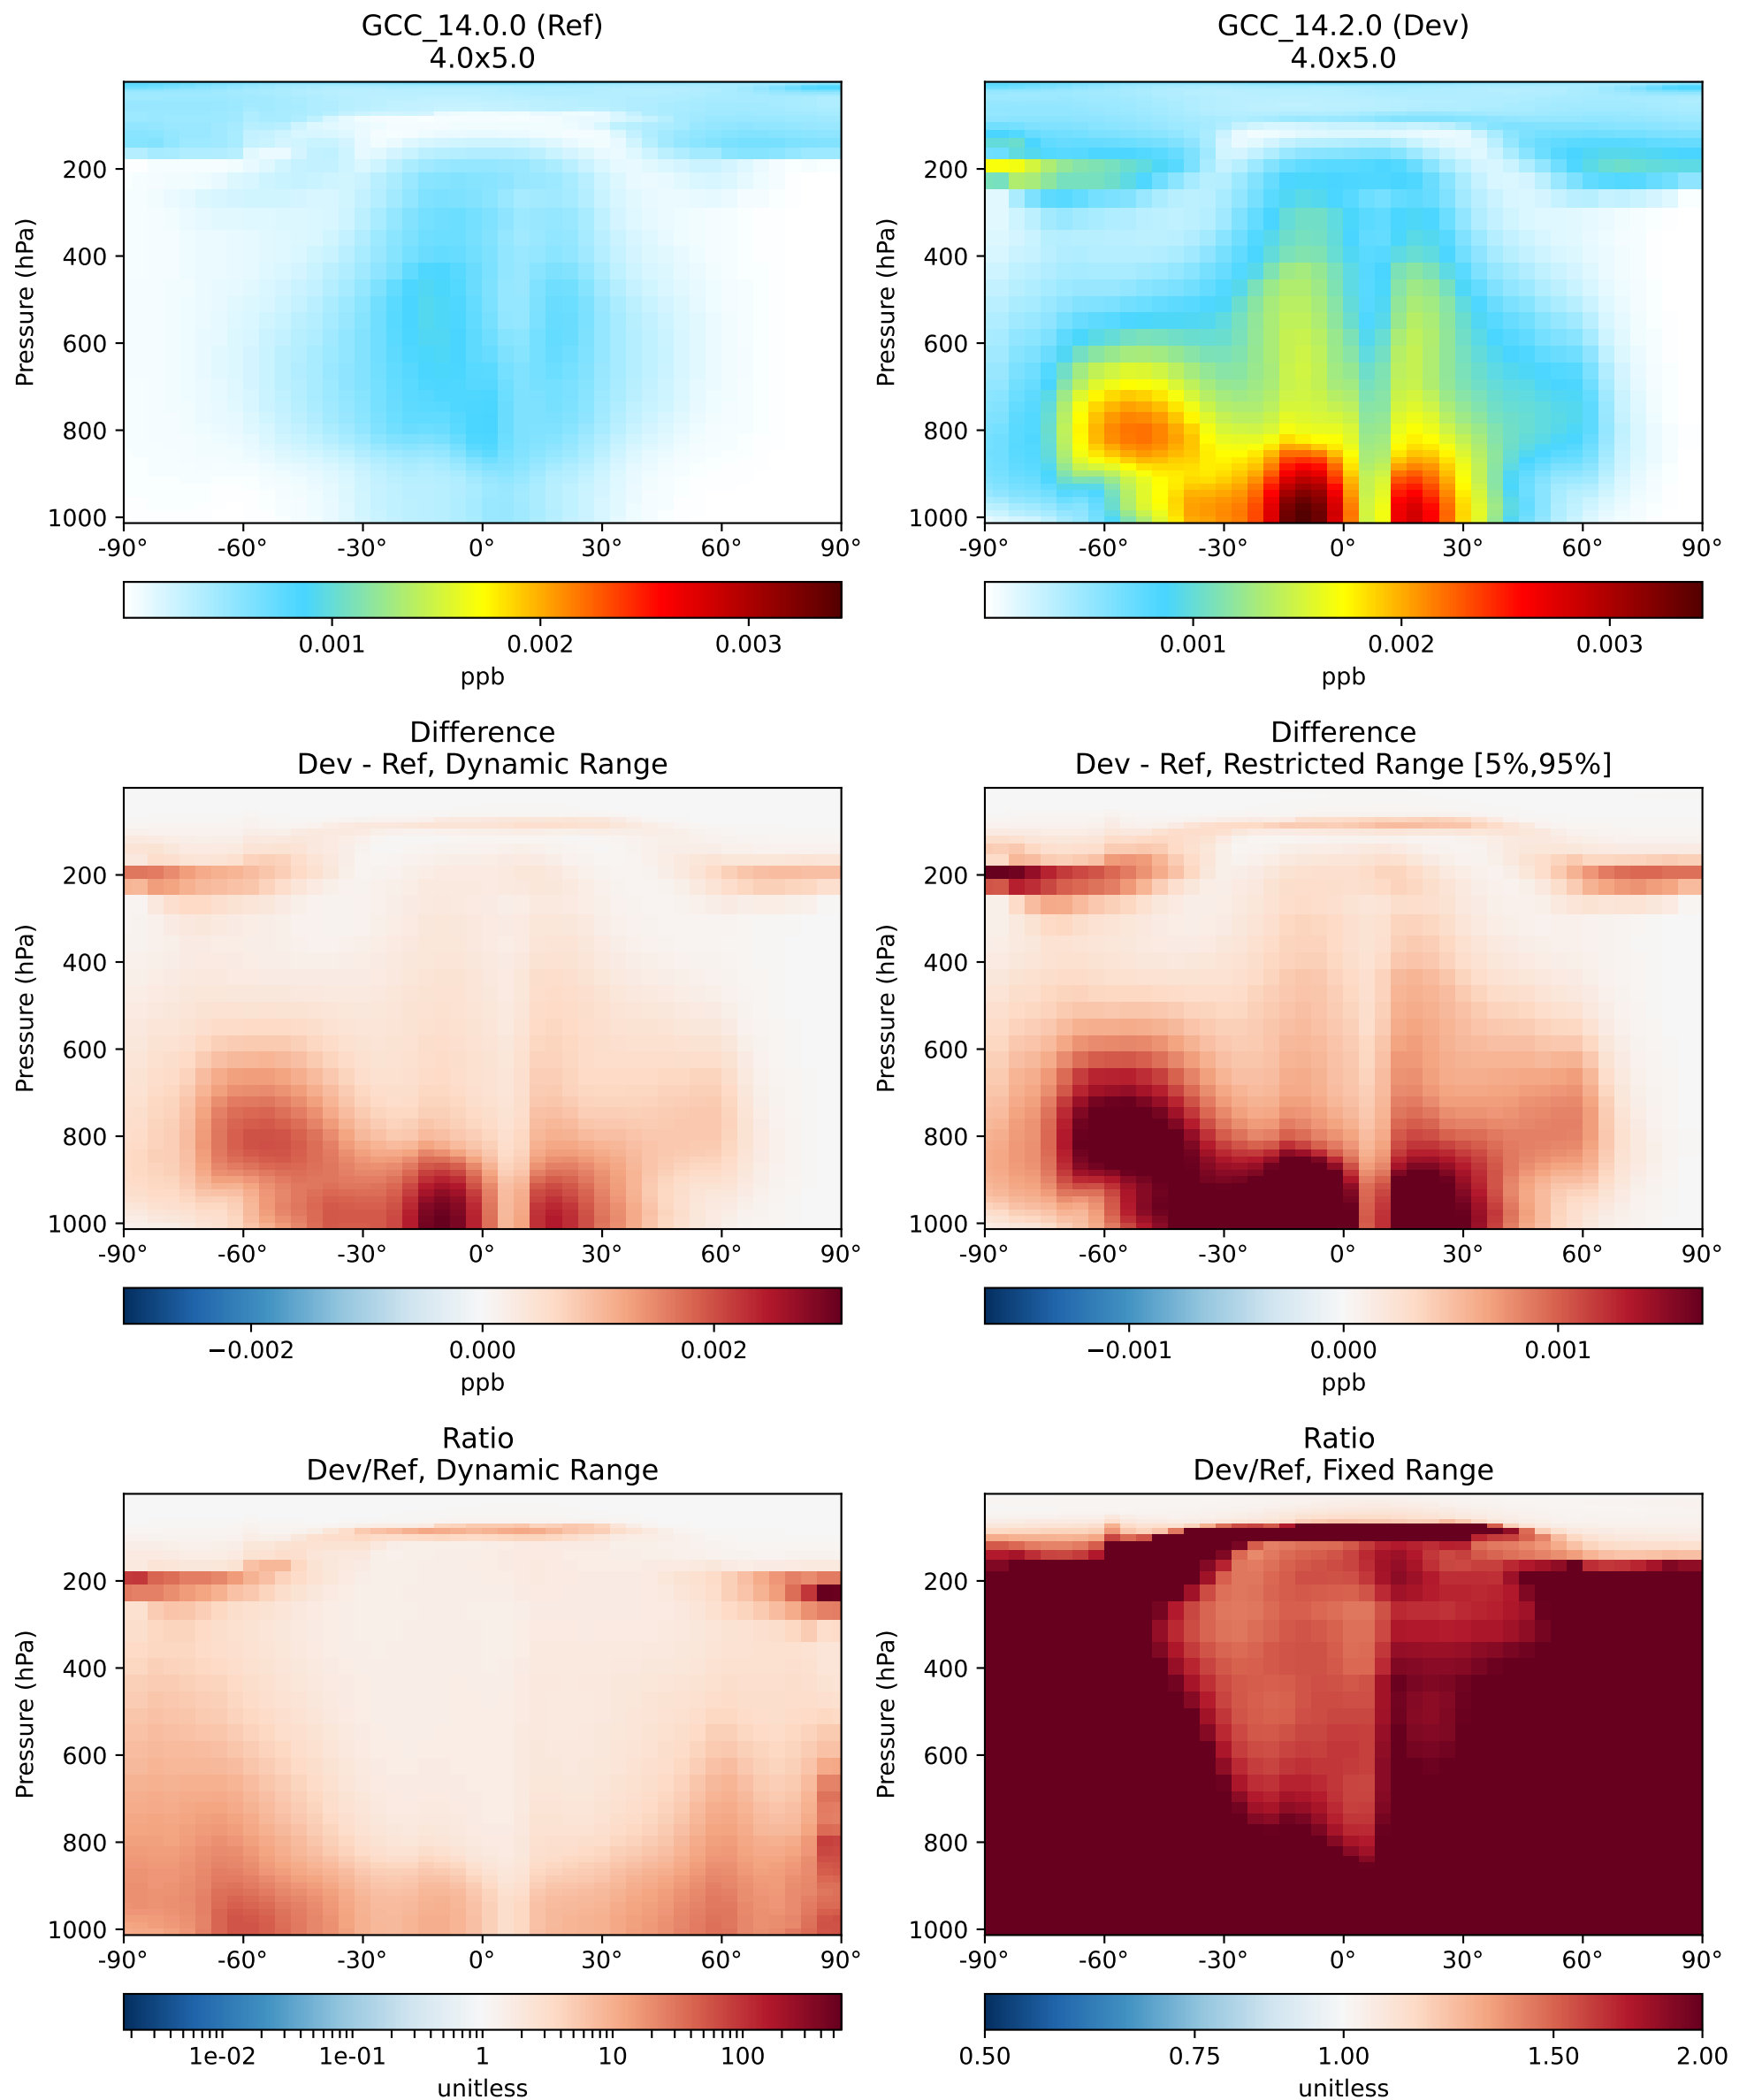 GCC_14.0.0 (Ref)
4.0x5.0
GCC_14.2.0 (Dev)
4.0x5.0
Pressure (hPa)
200
400
600
800
1000
-90° -60° -30° 0° 30° 60° 90°
0.001 0.002 0.003
ppb
Pressure (hPa)
200
400
600
800
1000
-90° -60° -30° 0° 30° 60° 90°
0.001 0.002 0.003
ppb
Difference
Dev - Ref, Dynamic Range
Difference
Dev - Ref, Restricted Range [5%,95%]
Pressure (hPa)
200
400
600
800
1000
-90° -60° -30° 0° 30° 60° 90°
−0.002 0.000 0.002
ppb
Pressure (hPa)
200
400
600
800
1000
-90° -60° -30° 0° 30° 60° 90°
−0.001 0.000 0.001
ppb
Ratio
Dev/Ref, Dynamic Range
Ratio
Dev/Ref, Fixed Range
Pressure (hPa)
200
400
600
800
1000
-90° -60° -30° 0° 30° 60° 90°
1e-02 1e-01 1 10 100
unitless
Pressure (hPa)
200
400
600
800
1000
-90° -60° -30° 0° 30° 60° 90°
0.50 0.75 1.00 1.50 2.00
unitless